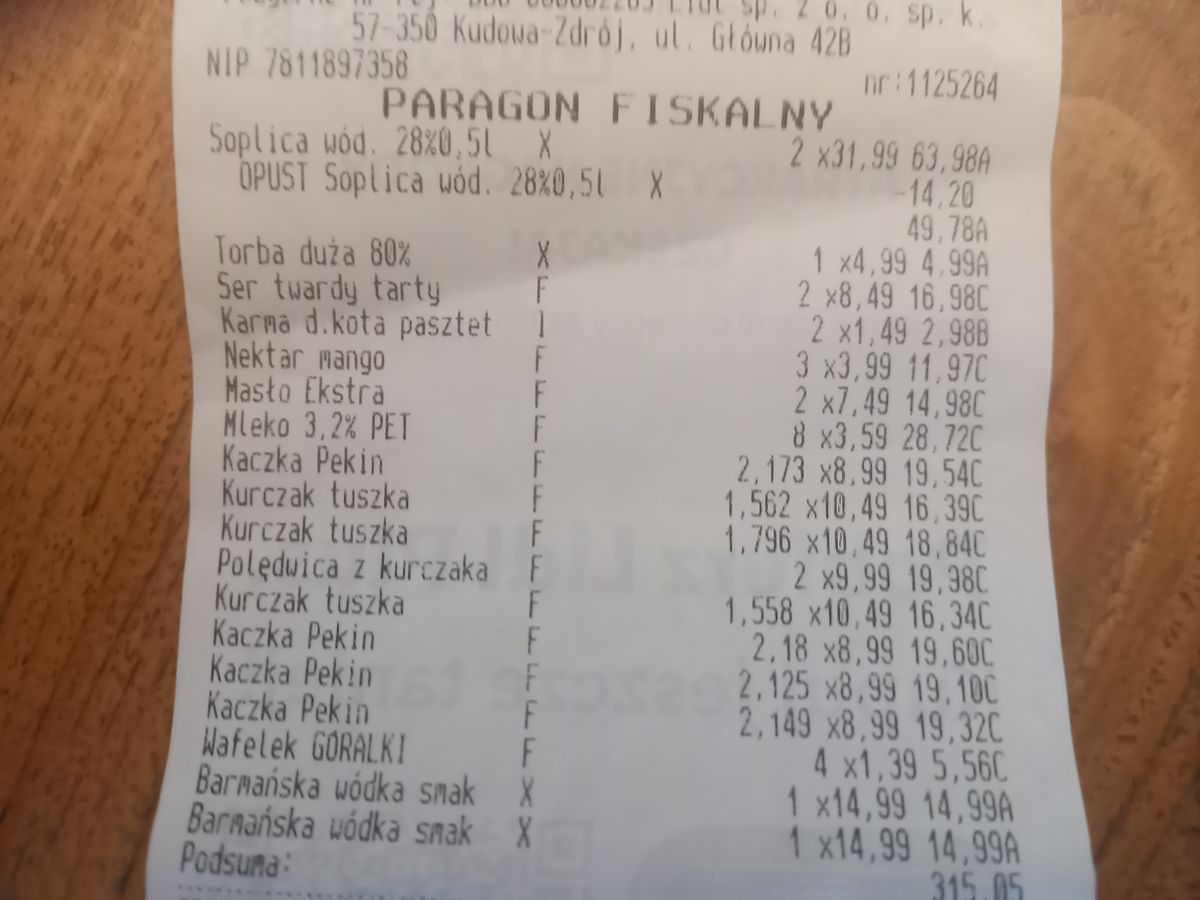 Lidl sp. z o. o. sp. k.
57-350 Kudowa-Zdrój, ul. Główna 42B
NIP 7811897358 nr:1125264
PARAGON FISKALNY
Soplica wód. 28%0,5l X 2 x31,99 63,98A
OPUST Soplica wód. 28%0,5l X -14,20
49,78A
Torba duża 80% X 1 x4,99 4,99A
Ser twardy tarty F 2 x8,49 16,98C
Karma d.kota pasztet I 2 x1,49 2,98B
Nektar mango F 3 x3,99 11,97C
Masło Ekstra F 2 x7,49 14,98C
Mleko 3,2% PET F 8 x3,59 28,72C
Kaczka Pekin F 2,173 x8,99 19,54C
Kurczak tuszka F 1,562 x10,49 16,39C
Kurczak tuszka F 1,796 x10,49 18,84C
Polędwica z kurczaka F 2 x9,99 19,98C
Kurczak tuszka F 1,558 x10,49 16,34C
Kaczka Pekin F 2,18 x8,99 19,60C
Kaczka Pekin F 2,125 x8,99 19,10C
Kaczka Pekin F 2,149 x8,99 19,32C
Wafelek GÓRALKI F 4 x1,39 5,56C
Barmańska wódka smak X 1 x14,99 14,99A
Barmańska wódka smak X 1 x14,99 14,99A
Podsuma: 315,05